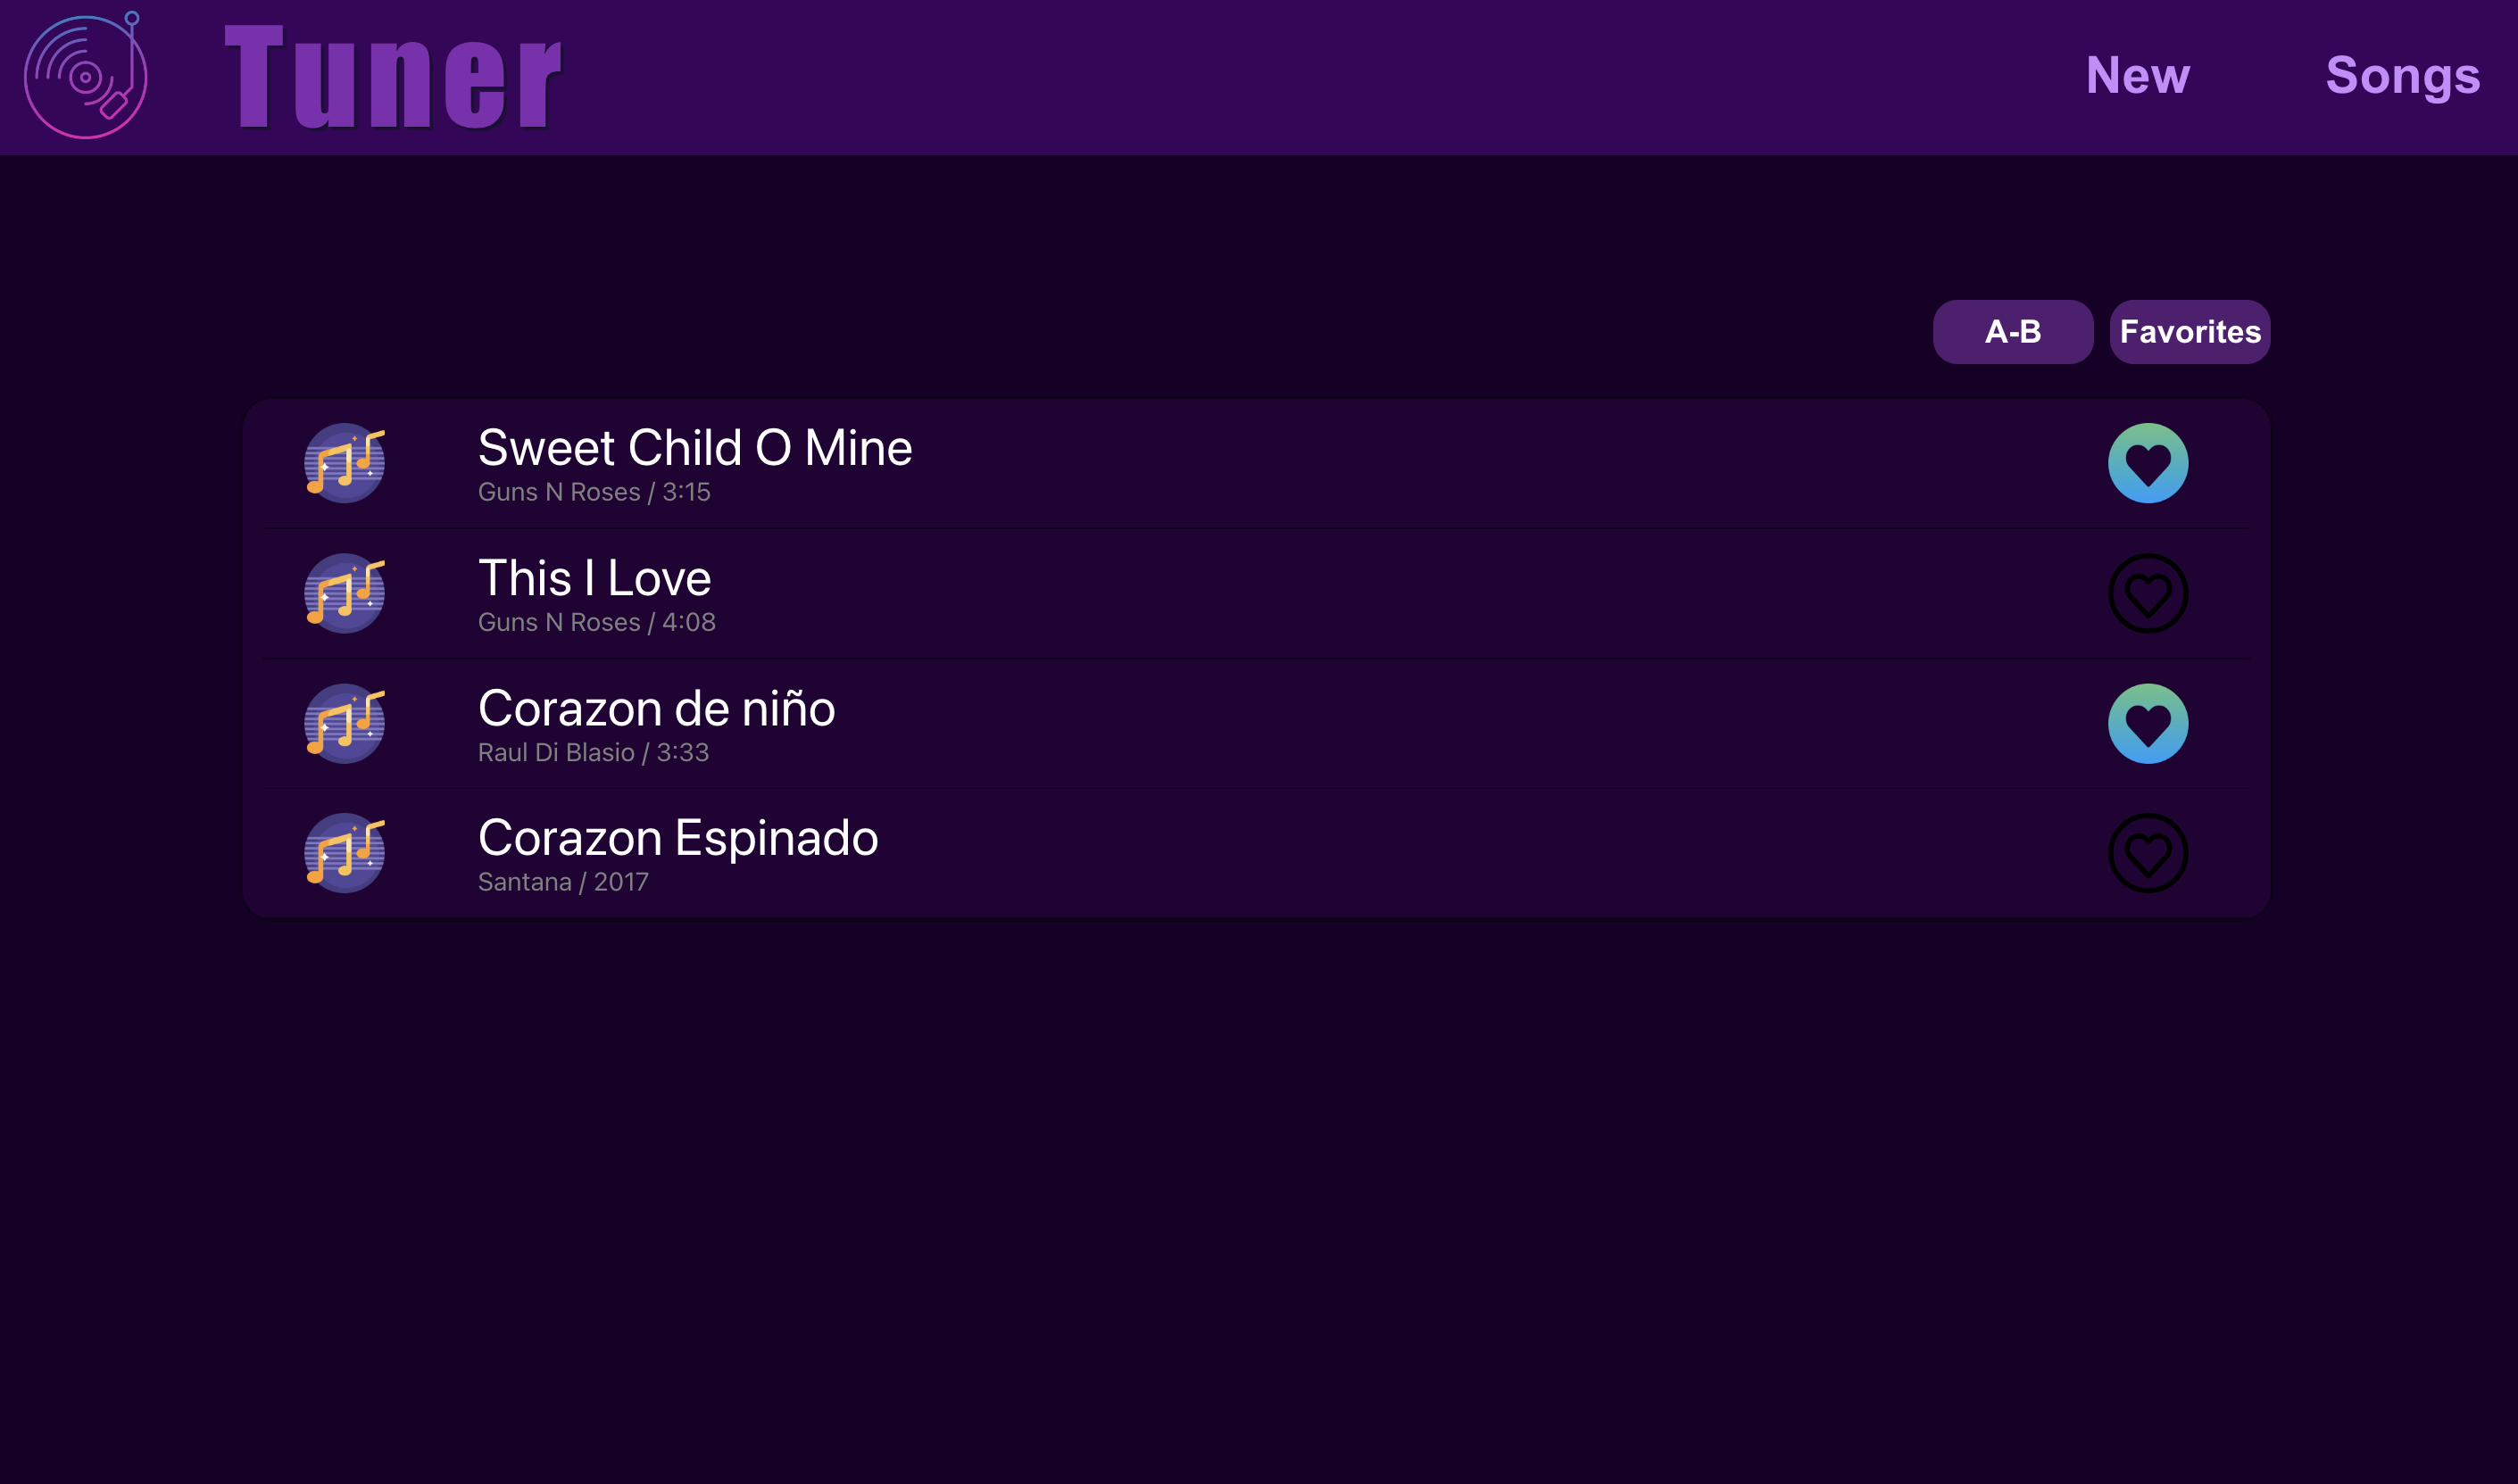 Tuner
New
Songs
A-B
Favorites
Sweet Child O Mine
Guns N Roses / 3:15
This I Love
Guns N Roses / 4:08
Corazon de niño
Raul Di Blasio / 3:33
Corazon Espinado
Santana / 2017